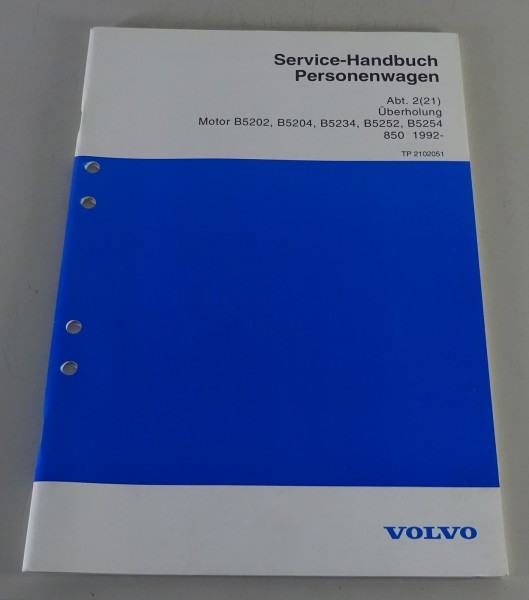 Service-Handbuch
Personenwagen
Abt. 2(21)
Überholung
Motor B5202, B5204, B5234, B5252, B5254
850 1992-
TP 2102051
VOLVO